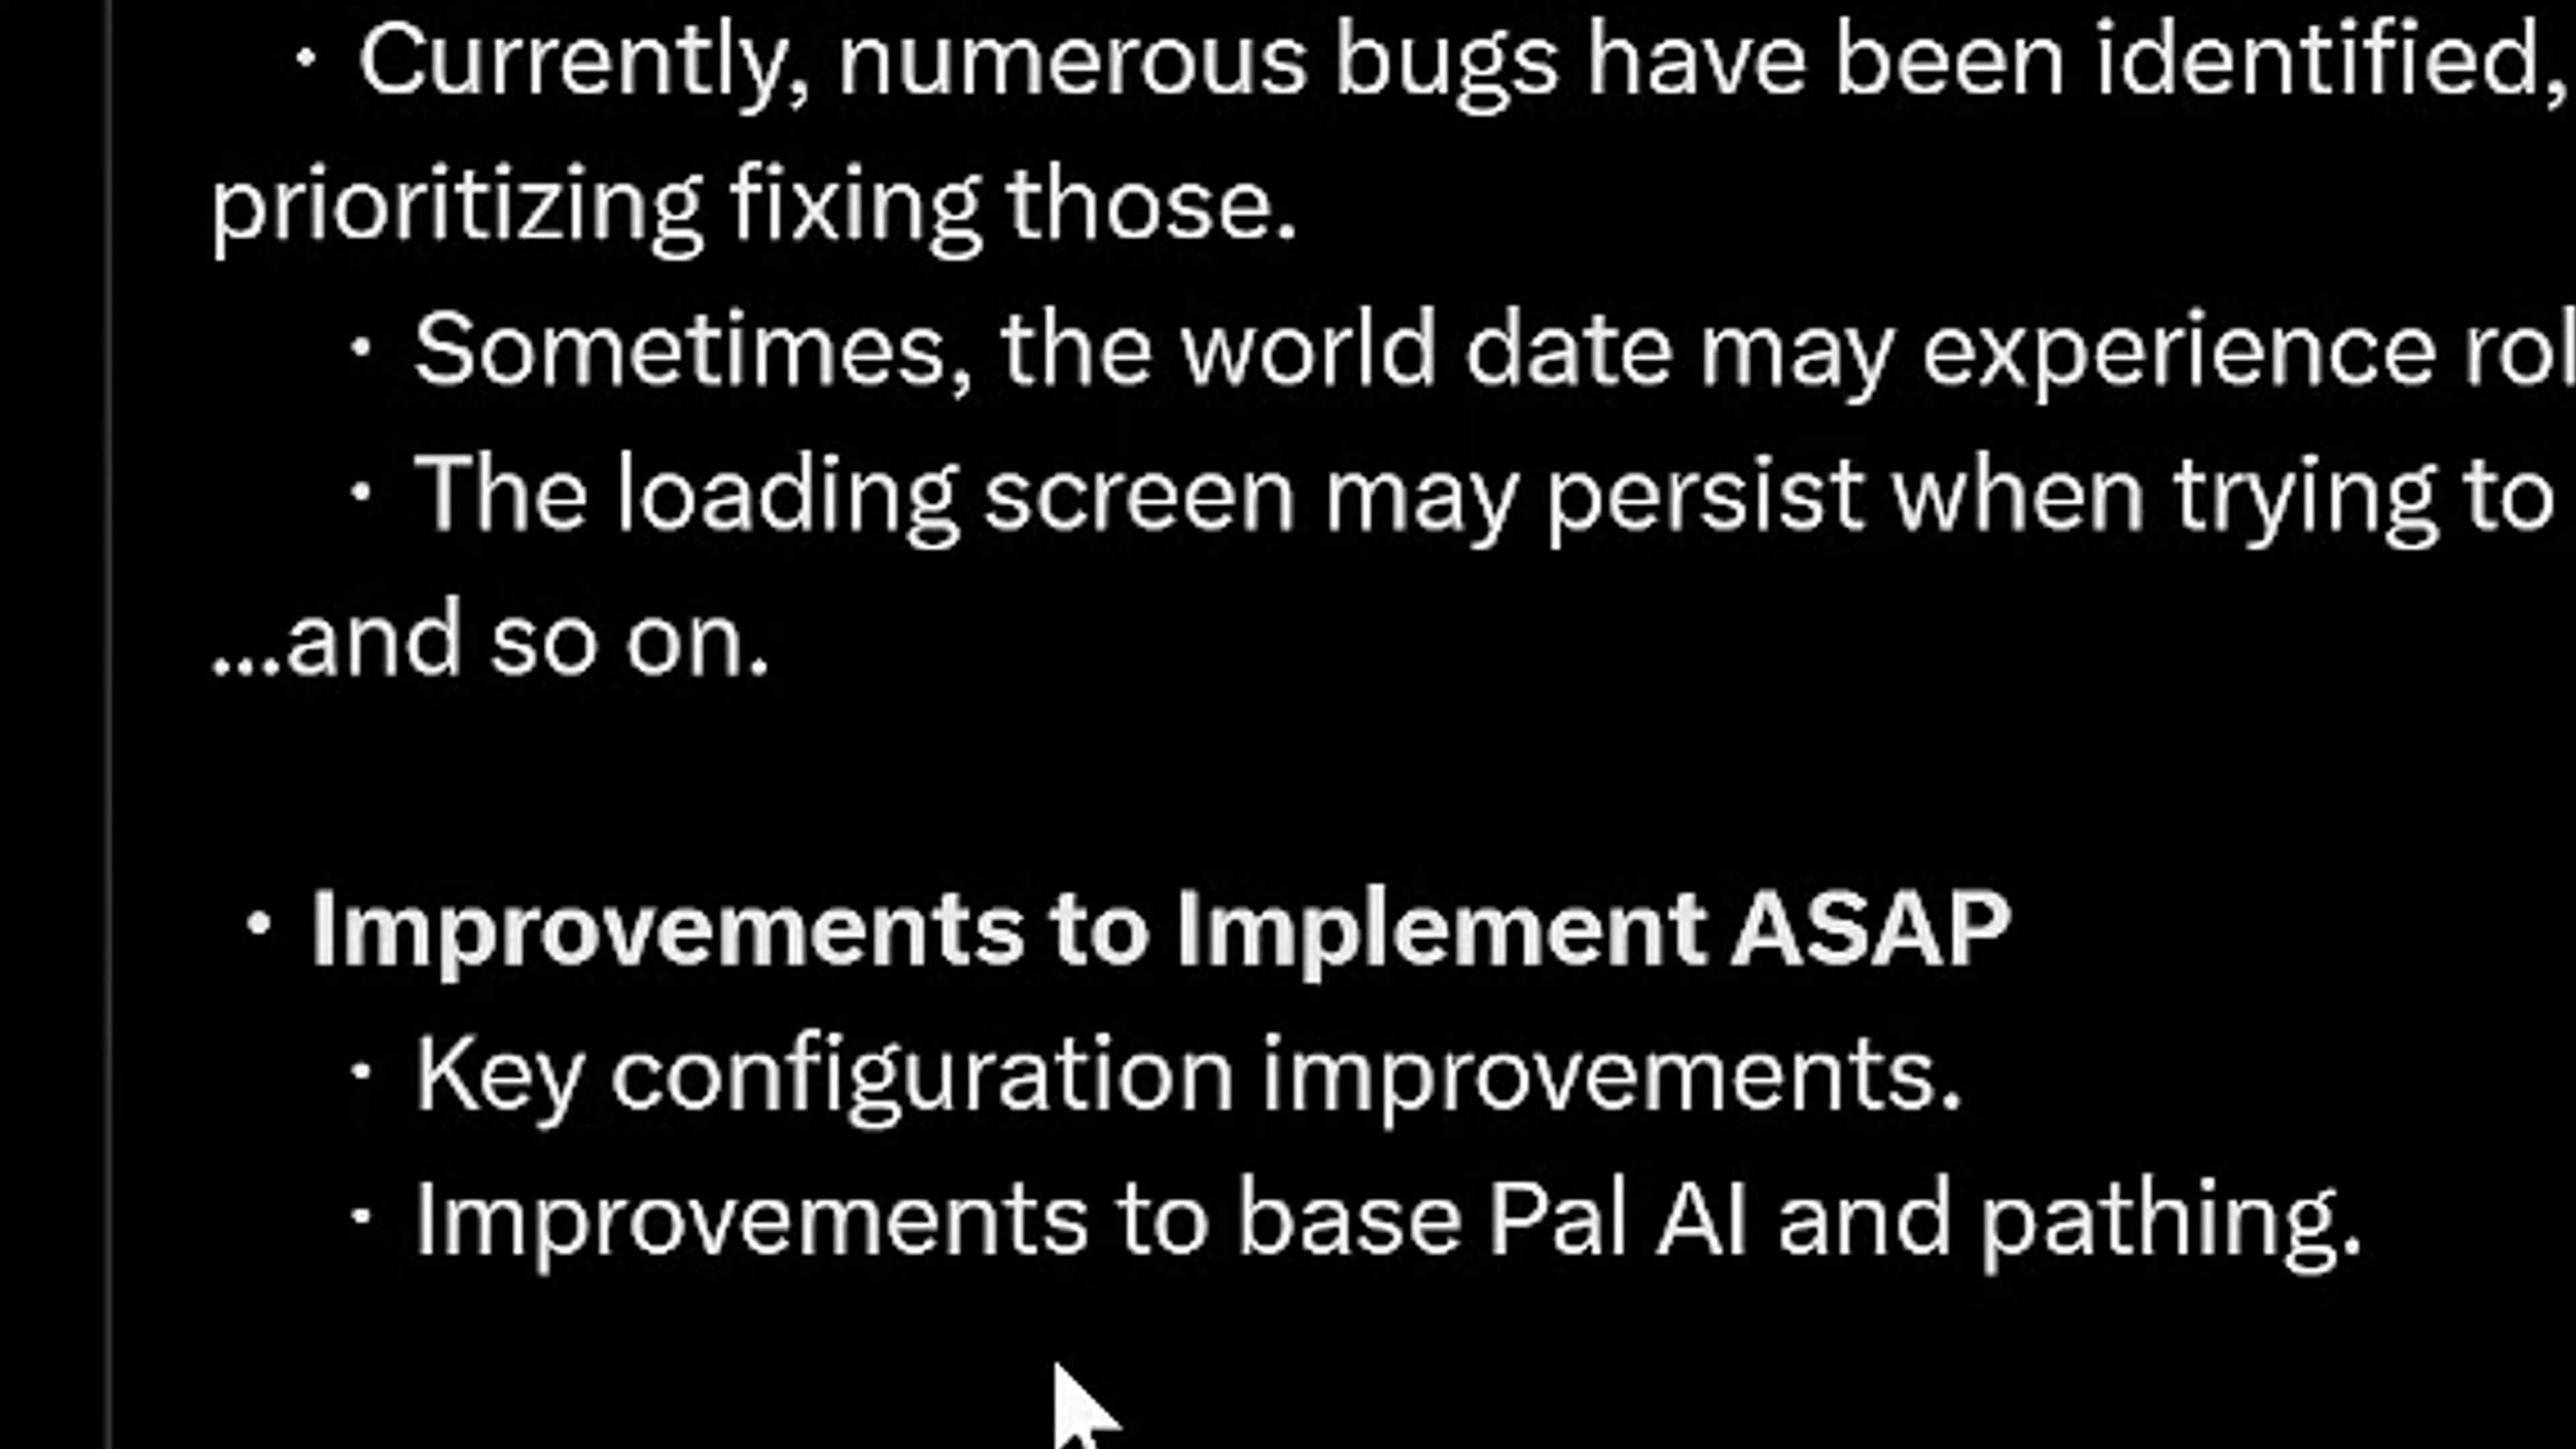 • Currently, numerous bugs have been identified,
prioritizing fixing those.
• Sometimes, the world date may experience
• The loading screen may persist when trying to
...and so on.
• Improvements to Implement ASAP
• Key configuration improvements.
• Improvements to base Pal AI and pathing.